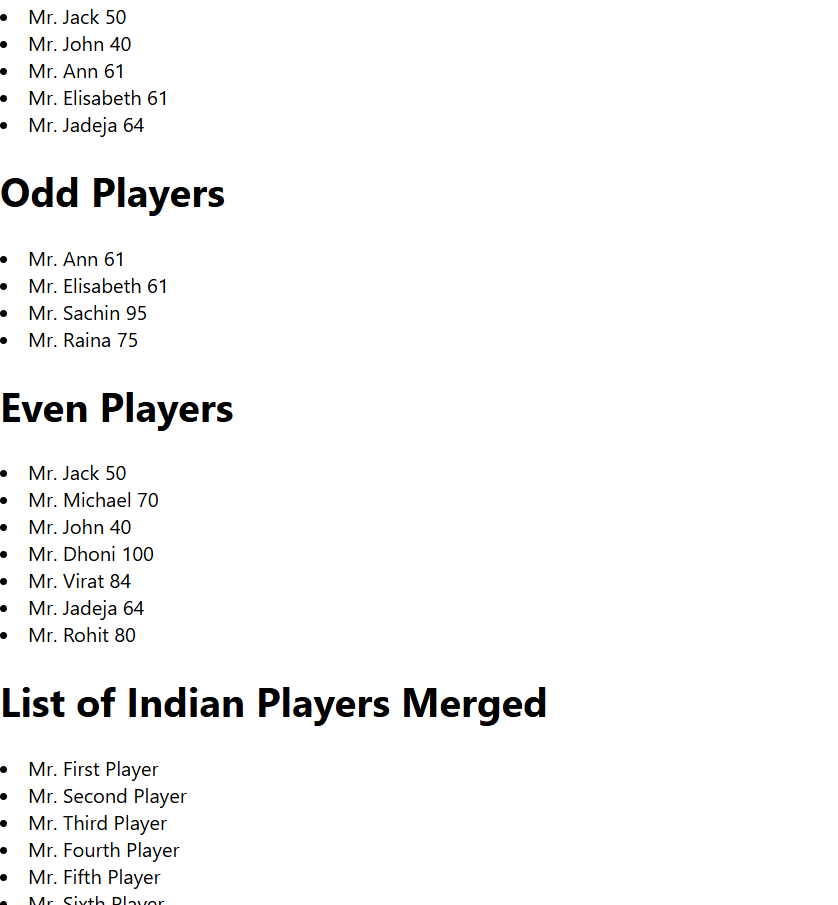 Mr. Jack 50
Mr. John 40
Mr. Ann 61
Mr. Elisabeth 61
Mr. Jadeja 64
Odd Players
Mr. Ann 61
Mr. Elisabeth 61
Mr. Sachin 95
Mr. Raina 75
Even Players
Mr. Jack 50
Mr. Michael 70
Mr. John 40
Mr. Dhoni 100
Mr. Virat 84
Mr. Jadeja 64
Mr. Rohit 80
List of Indian Players Merged
Mr. First Player
Mr. Second Player
Mr. Third Player
Mr. Fourth Player
Mr. Fifth Player
Mr. Sixth Player